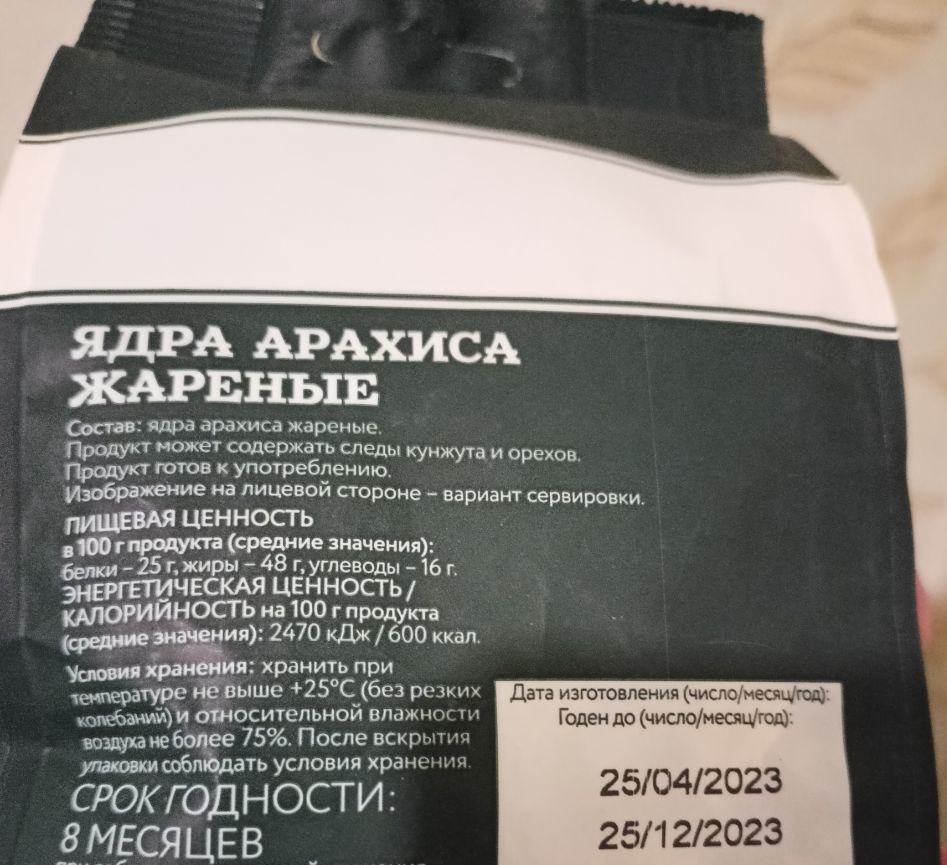 ЯДРА АРАХИСА
ЖАРЕНЫЕ
Состав: ядра арахиса жареные.
Продукт может содержать следы кунжута и орехов.
Продукт готов к употреблению.
Изображение на лицевой стороне – вариант сервировки.
ПИЩЕВАЯ ЦЕННОСТЬ
в 100 г продукта (средние значения):
белки – 25 г, жиры – 48 г, углеводы – 16 г.
ЭНЕРГЕТИЧЕСКАЯ ЦЕННОСТЬ /
КАЛОРИЙНОСТЬ на 100 г продукта
(средние значения): 2470 кДж / 600 ккал.
Условия хранения: хранить при
температуре не выше +25°C (без резких
колебаний) и относительной влажности
воздуха не более 75%. После вскрытия
упаковки соблюдать условия хранения.
СРОК ГОДНОСТИ:
8 МЕСЯЦЕВ
Дата изготовления (число/месяц/год):
Годен до (число/месяц/год):
25/04/2023
25/12/2023